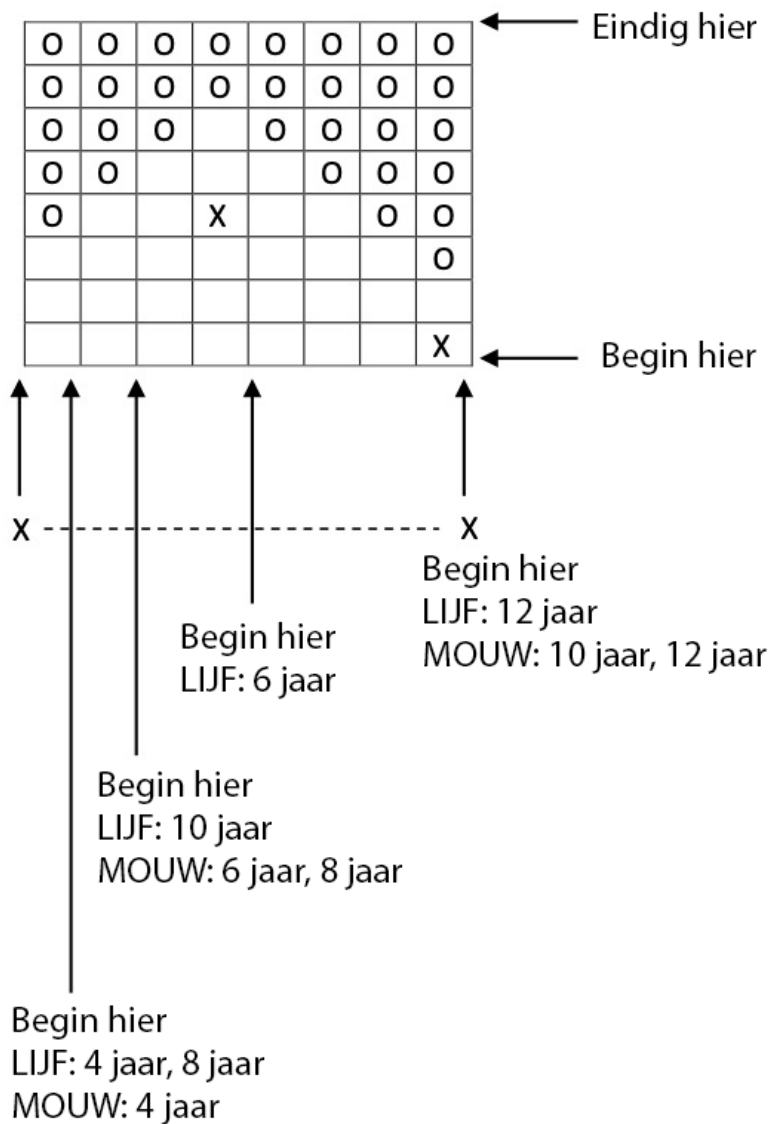 O O O O O O O O
Eindig hier
O O O O O O O O
O O O O O O O
O O O O O O
O X O O
O
X
Begin hier
X X
Begin hier
LIJF: 12 jaar
MOUW: 10 jaar, 12 jaar
Begin hier
LIJF: 6 jaar
Begin hier
LIJF: 10 jaar
MOUW: 6 jaar, 8 jaar
Begin hier
LIJF: 4 jaar, 8 jaar
MOUW: 4 jaar